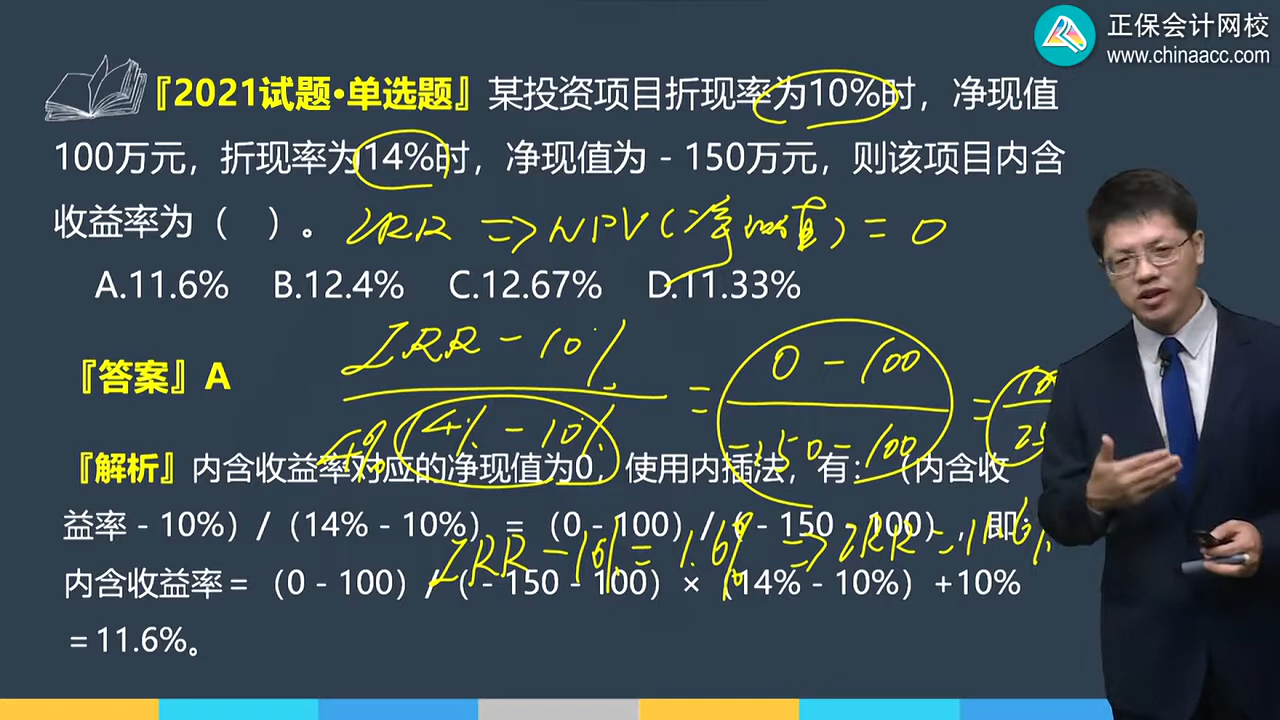 正保会计网校
www.chinaacc.com
『2021试题·单选题』某投资项目折现率为10%时，净现值
100万元，折现率为14%时，净现值为－150万元，则该项目内含
收益率为（　）。
IRR ⇒ NPV(净现值) = 0
A.11.6%　B.12.4%　C.12.67%　D.11.33%
IRR - 10%
0 - 100
『答案』A
=
=
4% 14% - 10%
-150-100
『解析』内含收益率对应的净现值为0，使用内插法，有：（内含收
益率－10%）/（14%－10%）＝（0－100）/（－150－100），即：
IRR - 10% = 1.6% ⇒ IRR = 11.6%
内含收益率＝（0－100）/（－150－100）×（14%－10%）+10%
＝11.6%。